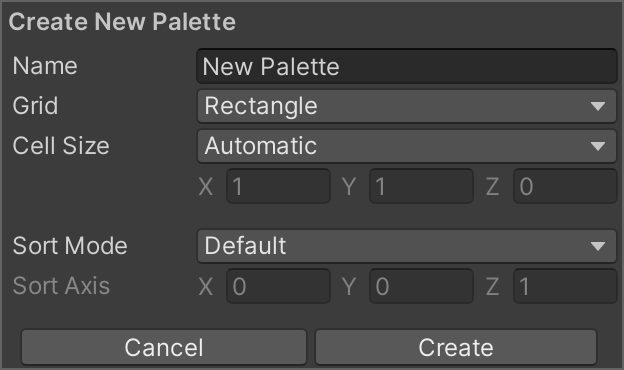 Create New Palette
Name New Palette
Grid Rectangle
Cell Size Automatic
X 1 Y 1 Z 0
Sort Mode Default
Sort Axis X 0 Y 0 Z 1
Cancel Create